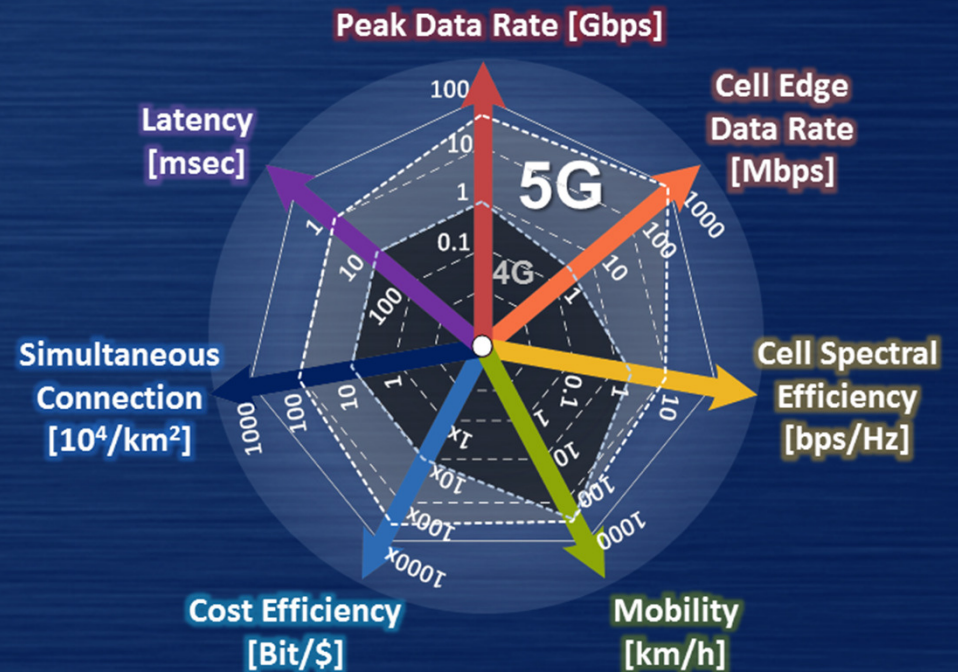 Peak Data Rate [Gbps]
Cell Edge
Data Rate
[Mbps]
Latency
[msec]
100
10
1
0.1
5G
4G
1000
100
10
1
1
10
100
Simultaneous
Connection
[10⁴/km²]
1000
100
10
1
0.1
1
10
Cell Spectral
Efficiency
[bps/Hz]
1x
10x
100x
1000x
1
10
100
1000
Cost Efficiency
[Bit/$]
Mobility
[km/h]